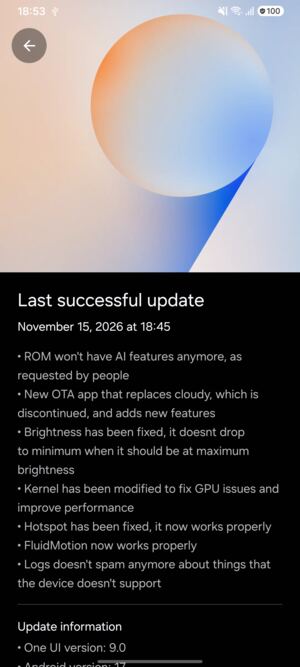 18:53
100
Last successful update
November 15, 2026 at 18:45
• ROM won't have AI features anymore, as
requested by people
• New OTA app that replaces cloudy, which is
discontinued, and adds new features
• Brightness has been fixed, it doesnt drop
to minimum when it should be at maximum
brightness
• Kernel has been modified to fix GPU issues and
improve performance
• Hotspot has been fixed, it now works properly
• FluidMotion now works properly
• Logs doesn't spam anymore about things that
the device doesn't support
Update information
• One UI version: 9.0
• Android version: 17